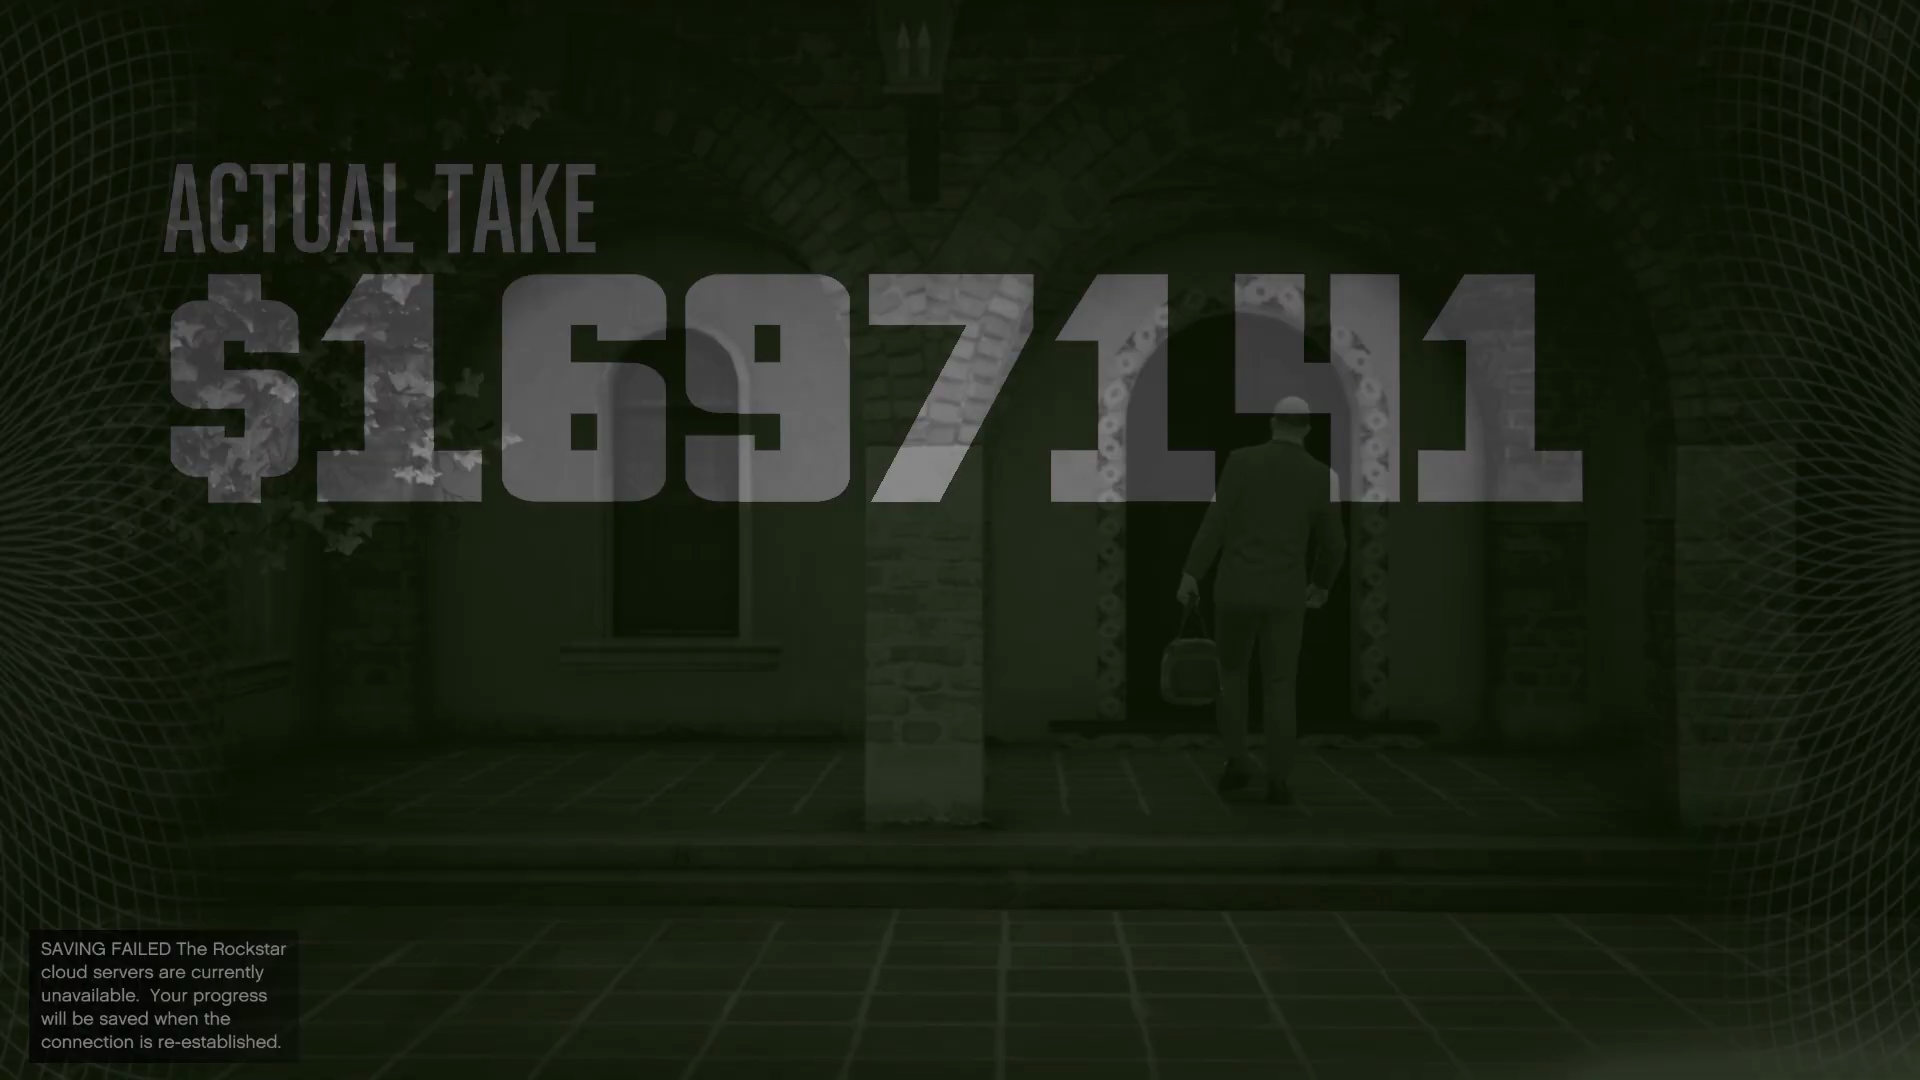 ACTUAL TAKE
$1697141
SAVING FAILED The Rockstar
cloud servers are currently
unavailable.  Your progress
will be saved when the
connection is re-established.